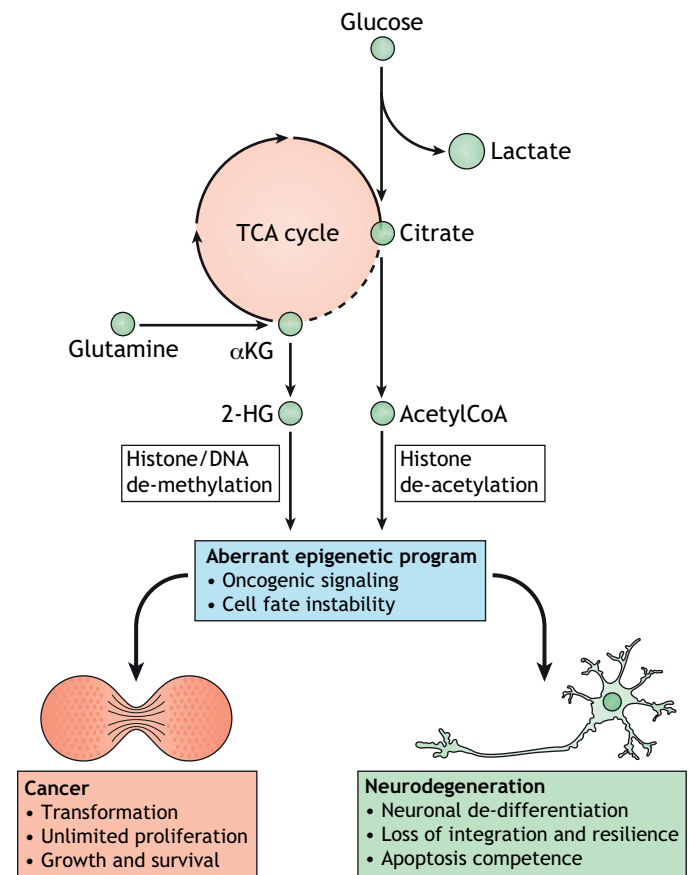 Glucose
Lactate
TCA cycle
Citrate
Glutamine
αKG
2-HG
AcetylCoA
Histone/DNA
de-methylation
Histone
de-acetylation
Aberrant epigenetic program
• Oncogenic signaling
• Cell fate instability
Cancer
• Transformation
• Unlimited proliferation
• Growth and survival
Neurodegeneration
• Neuronal de-differentiation
• Loss of integration and resilience
• Apoptosis competence